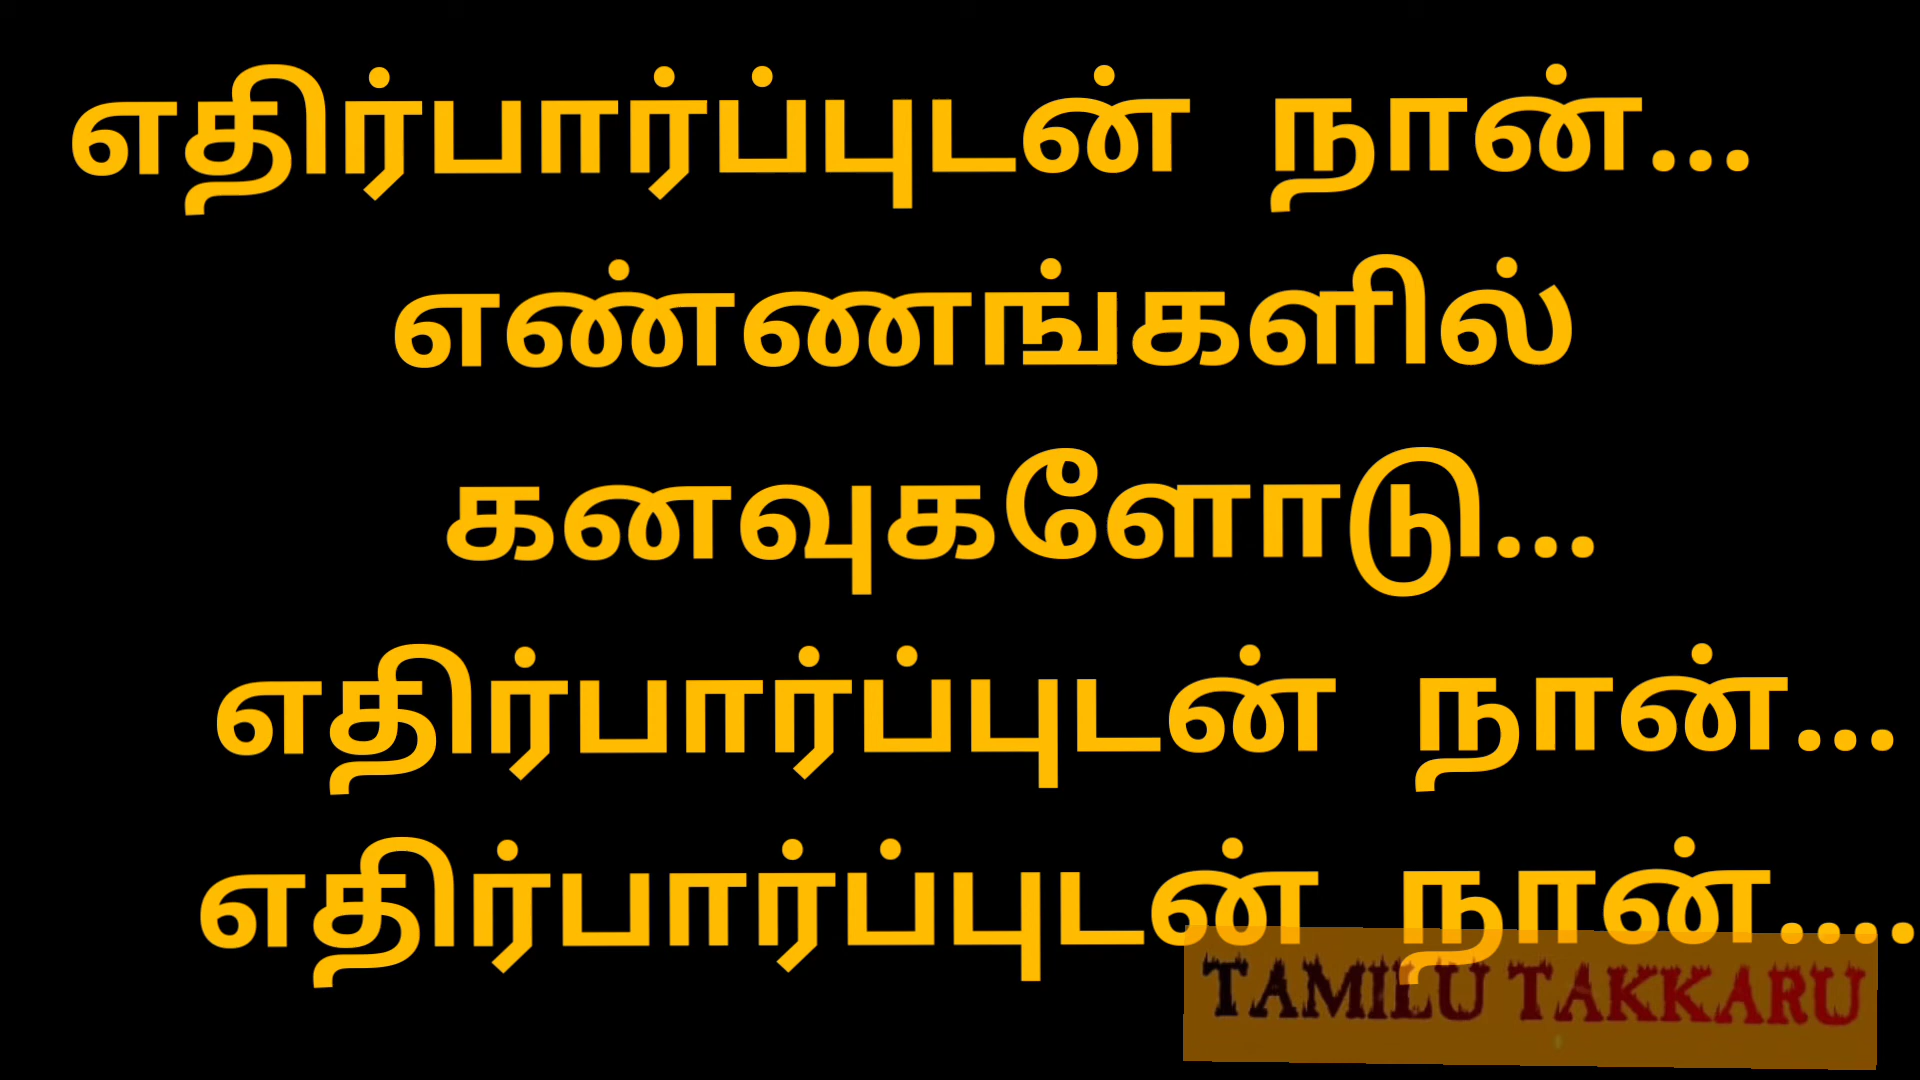 எதிர்பார்ப்புடன் நான்...
எண்ணங்களில்
கனவுகளோடு...
எதிர்பார்ப்புடன் நான்...
எதிர்பார்ப்புடன் நான்....
TAMILU TAKKARU